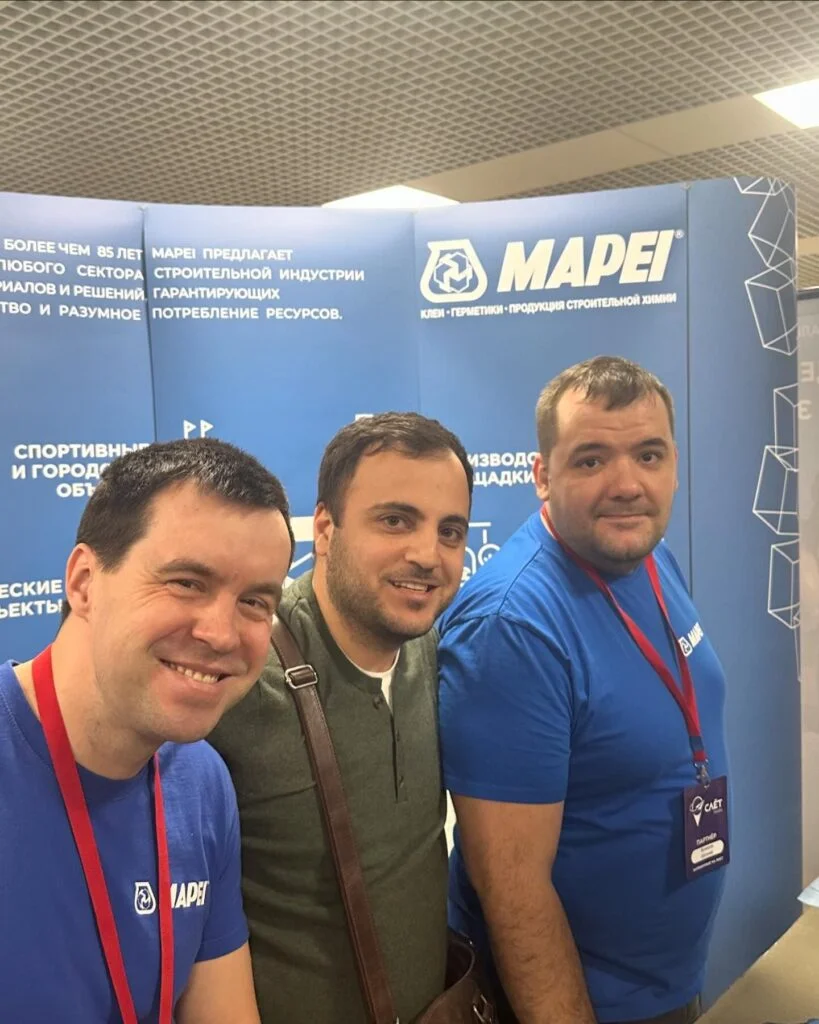 БОЛЕЕ ЧЕМ 85 ЛЕТ MAPEI ПРЕДЛАГАЕТ
ЛЮБОГО СЕКТОРА СТРОИТЕЛЬНОЙ ИНДУСТРИИ
РИАЛОВ И РЕШЕНИЙ, ГАРАНТИРУЮЩИХ
ТВО И РАЗУМНОЕ ПОТРЕБЛЕНИЕ РЕСУРСОВ.
MAPEI®
КЛЕИ • ГЕРМЕТИКИ • ПРОДУКЦИЯ СТРОИТЕЛЬНОЙ ХИМИИ
СПОРТИВНЫЕ
И ГОРОДС
ОБЪ
ИЗВОДС
ЩАДКИ
ЕСКИЕ
ЪЕКТЫ
MAPEI
MAPEI
СЛЁТ
ПАРТНЁР